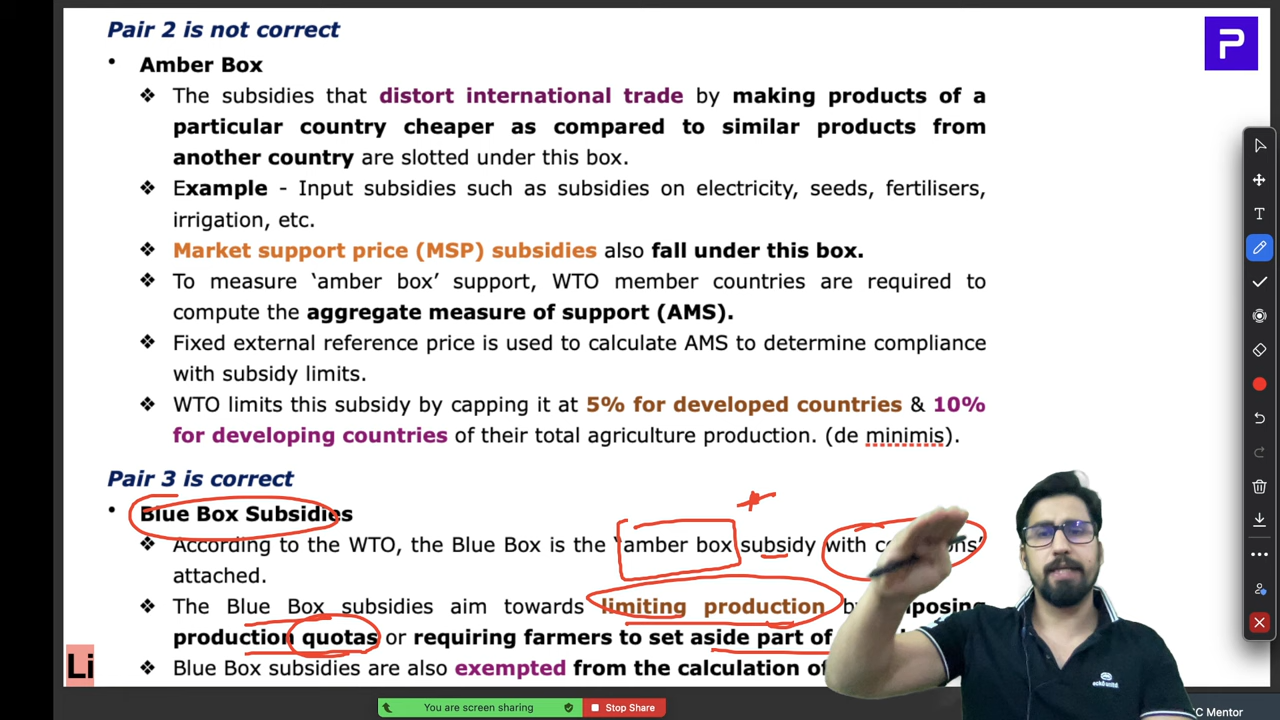 Pair 2 is not correct
• Amber Box
❖ The subsidies that distort international trade by making products of a
particular country cheaper as compared to similar products from
another country are slotted under this box.
❖ Example - Input subsidies such as subsidies on electricity, seeds, fertilisers,
irrigation, etc.
❖ Market support price (MSP) subsidies also fall under this box.
❖ To measure ‘amber box’ support, WTO member countries are required to
compute the aggregate measure of support (AMS).
❖ Fixed external reference price is used to calculate AMS to determine compliance
with subsidy limits.
❖ WTO limits this subsidy by capping it at 5% for developed countries & 10%
for developing countries of their total agriculture production. (de minimis).
Pair 3 is correct
• Blue Box Subsidies
❖ According to the WTO, the Blue Box is the ‘amber box subsidy with
attached.
❖ The Blue Box subsidies aim towards limiting production
production quotas or requiring farmers to set aside part of
❖ Blue Box subsidies are also exempted from the calculation of
Li
You are screen sharing
Stop Share
Mentor
P
T
ecko unltd